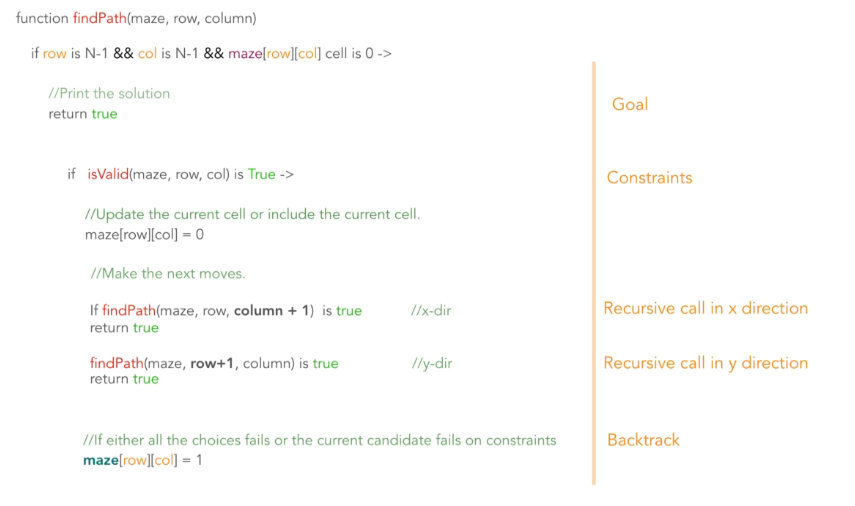 function findPath(maze, row, column)
if row is N-1 && col is N-1 && maze[row][col] cell is 0 ->
//Print the solution
return true
Goal
if isValid(maze, row, col) is True ->
Constraints
//Update the current cell or include the current cell.
maze[row][col] = 0
//Make the next moves.
If findPath(maze, row, column + 1) is true //x-dir
return true
Recursive call in x direction
findPath(maze, row+1, column) is true //y-dir
return true
Recursive call in y direction
//If either all the choices fails or the current candidate fails on constraints
maze[row][col] = 1
Backtrack